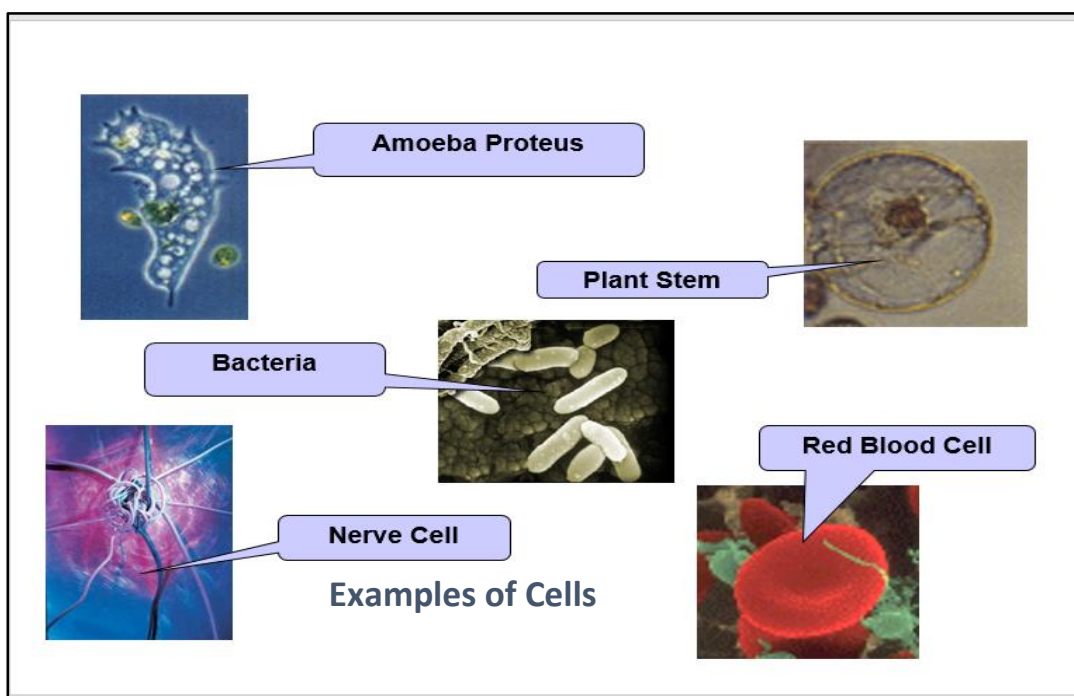 Amoeba Proteus
Plant Stem
Bacteria
Red Blood Cell
Nerve Cell
Examples of Cells